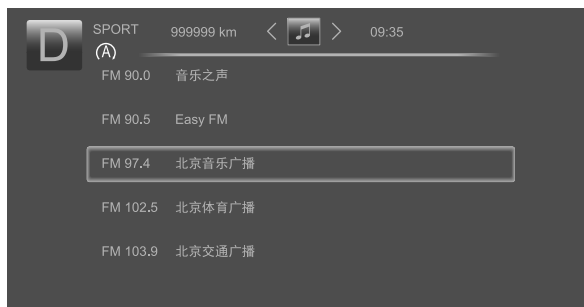 D SPORT 999999 km 09:35
A
FM 90.0 音乐之声
FM 90.5 Easy FM
FM 97.4 北京音乐广播
FM 102.5 北京体育广播
FM 103.9 北京交通广播